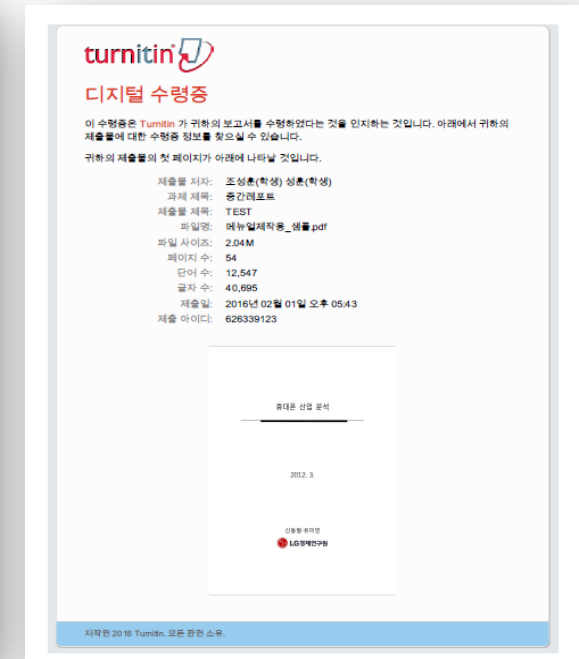 turnitin
디지털 수령증
이 수령증은 Turnitin 가 귀하의 보고서를 수령하였다는 것을 인지하는 것입니다. 아래에서 귀하의
제출물에 대한 수령증 정보를 찾으실 수 있습니다.
귀하의 제출물의 첫 페이지가 아래에 나타날 것입니다.
제출물 저자: 조성훈(학생) 성훈(학생)
과제 제목: 중간레포트
제출물 제목: TEST
파일명: 메뉴얼제작용_샘플.pdf
파일 사이즈: 2.04M
페이지 수: 54
단어 수: 12,547
글자 수: 40,695
제출일: 2016년 02월 01일 오후 05:43
제출 아이디: 626339123
휴대폰 산업 분석
2012. 3.
LG경제연구원
저작권 2016 Turnitin. 모든 판권 소유.